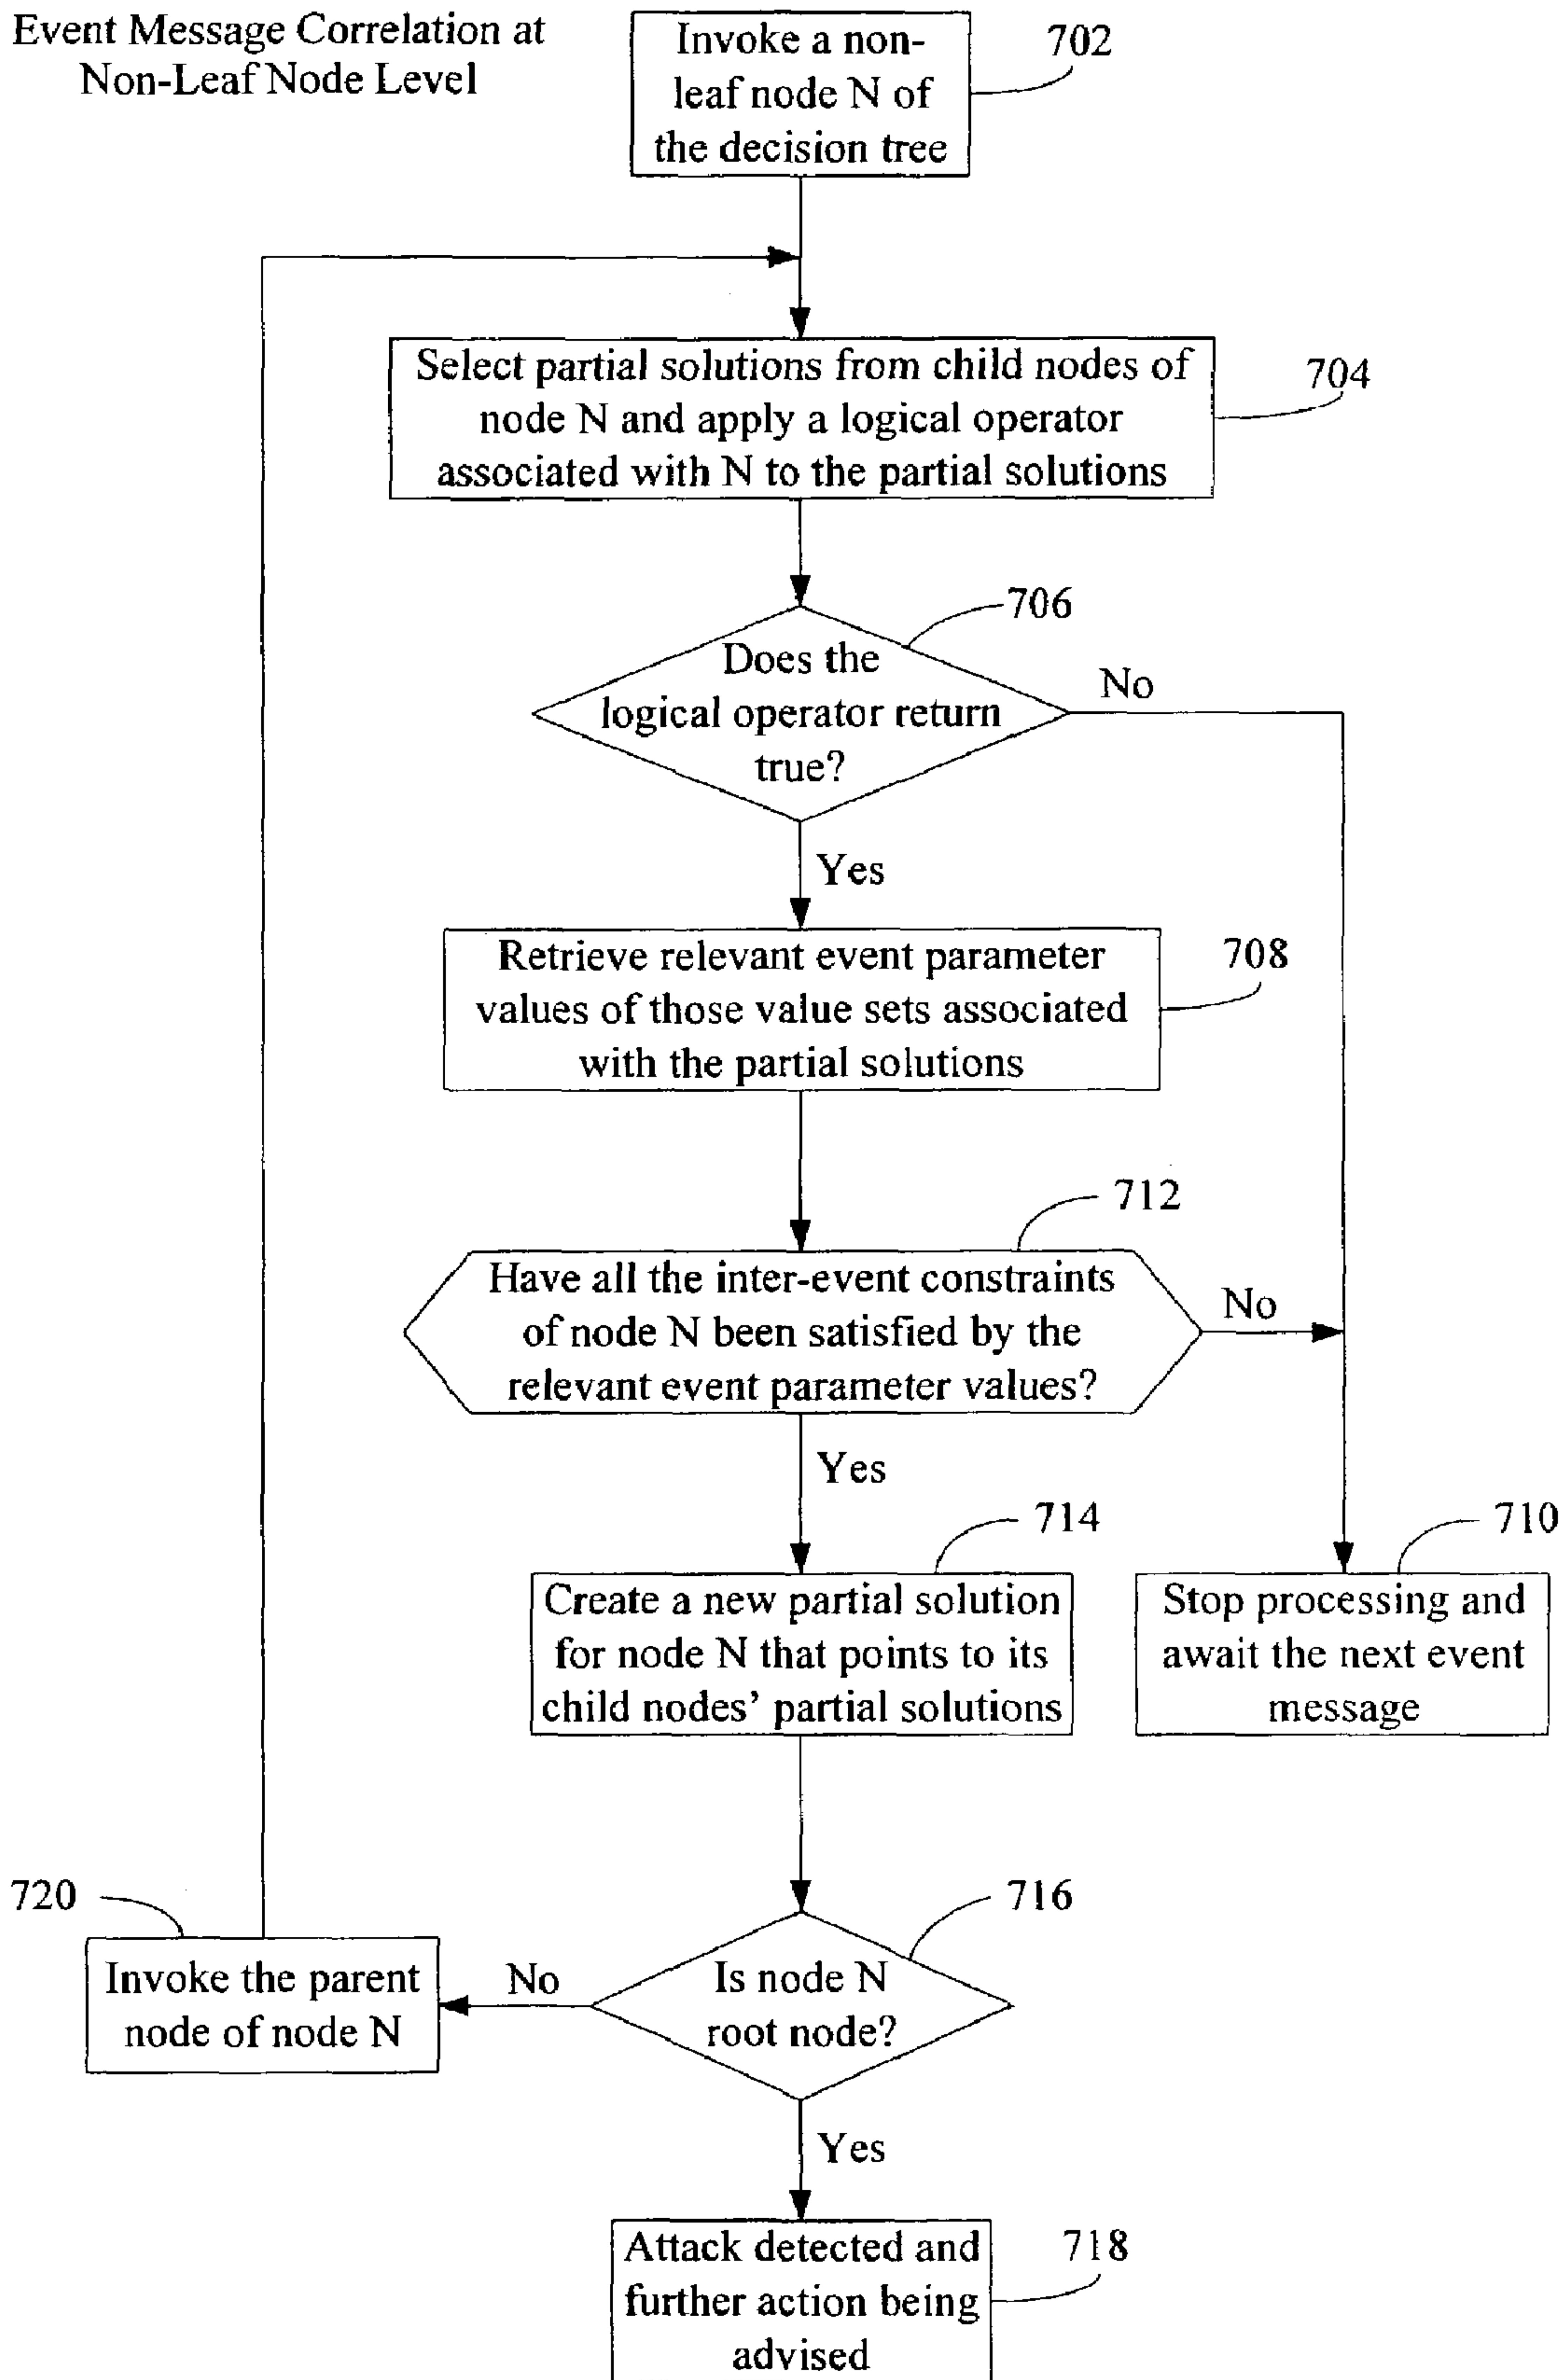 Event Message Correlation at
Non-Leaf Node Level
Invoke a non-
leaf node N of
the decision tree
702
Select partial solutions from child nodes of
node N and apply a logical operator
associated with N to the partial solutions
704
706
Does the
logical operator return
true?
No
Yes
Retrieve relevant event parameter
values of those value sets associated
with the partial solutions
708
712
Have all the inter-event constraints
of node N been satisfied by the
relevant event parameter values?
No
Yes
714
710
Create a new partial solution
for node N that points to its
child nodes’ partial solutions
Stop processing and
await the next event
message
720
716
Invoke the parent
node of node N
No
Is node N
root node?
Yes
Attack detected and
further action being
advised
718